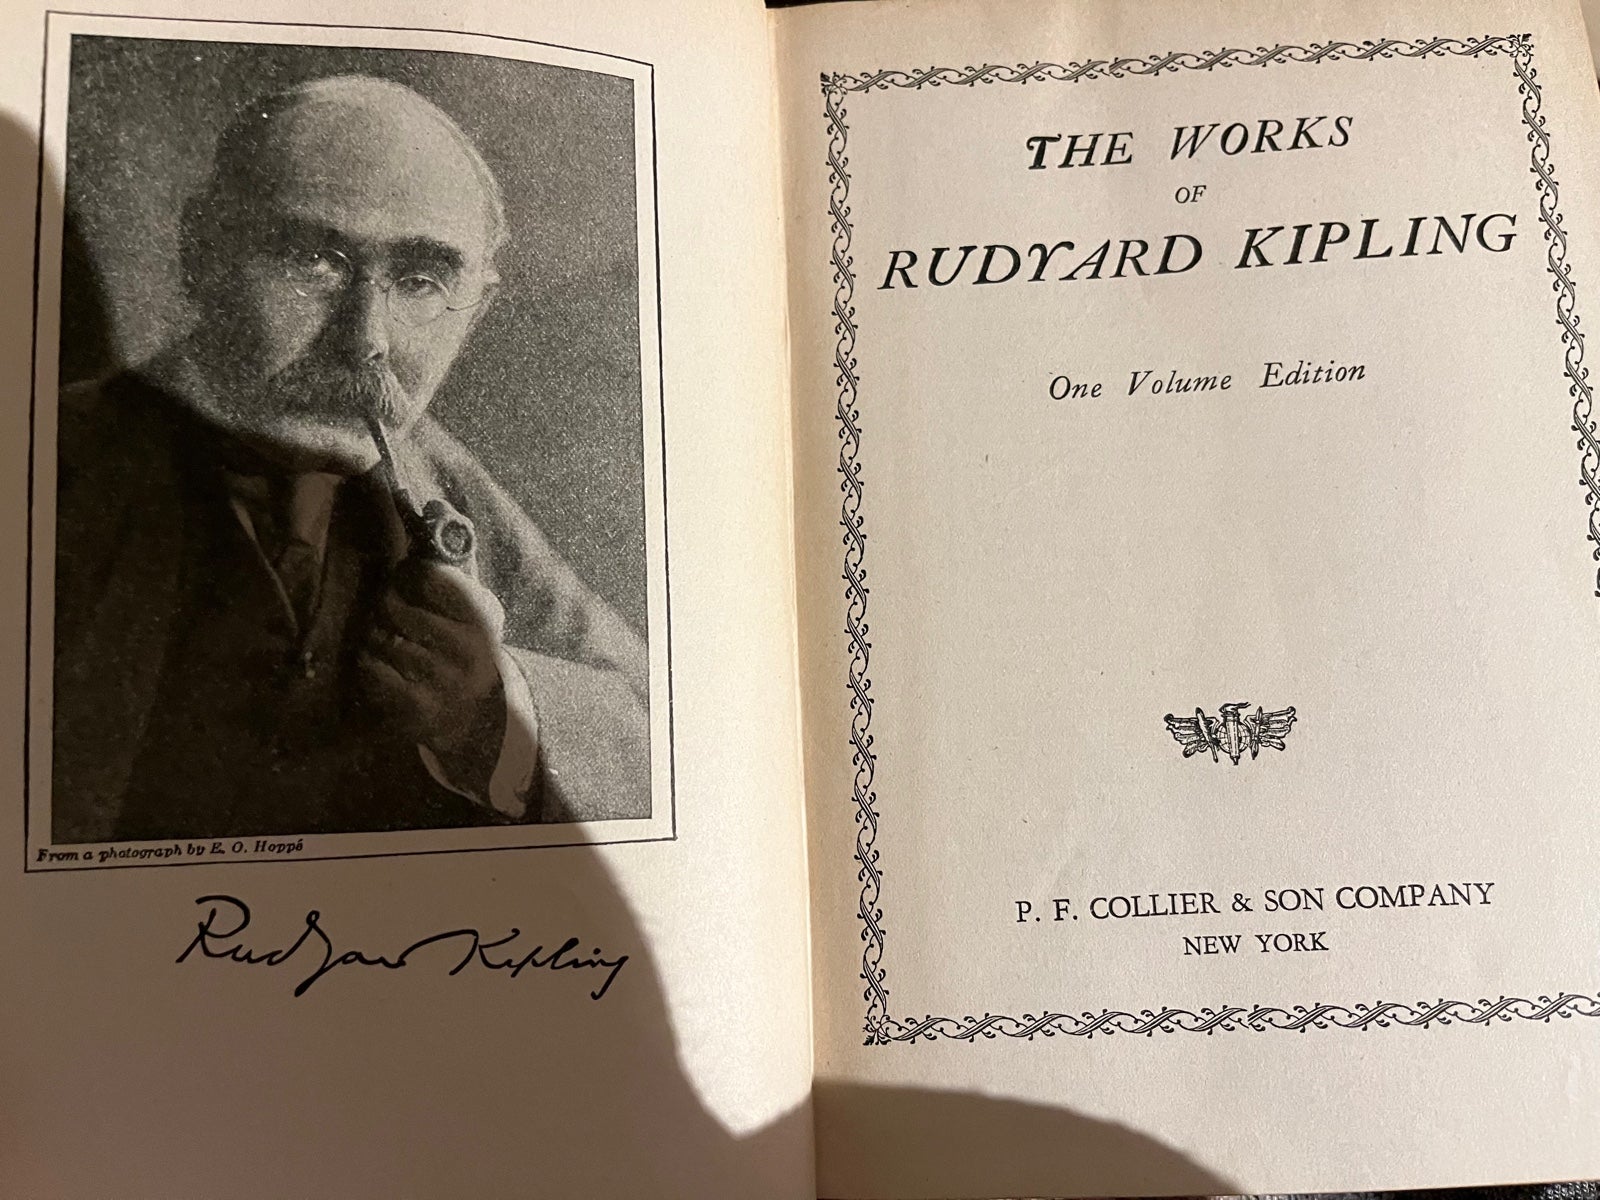 From a photograph by E. O. Hoppé
Rudyard Kipling
THE WORKS
OF
RUDYARD KIPLING
One Volume Edition
P. F. COLLIER & SON COMPANY
NEW YORK